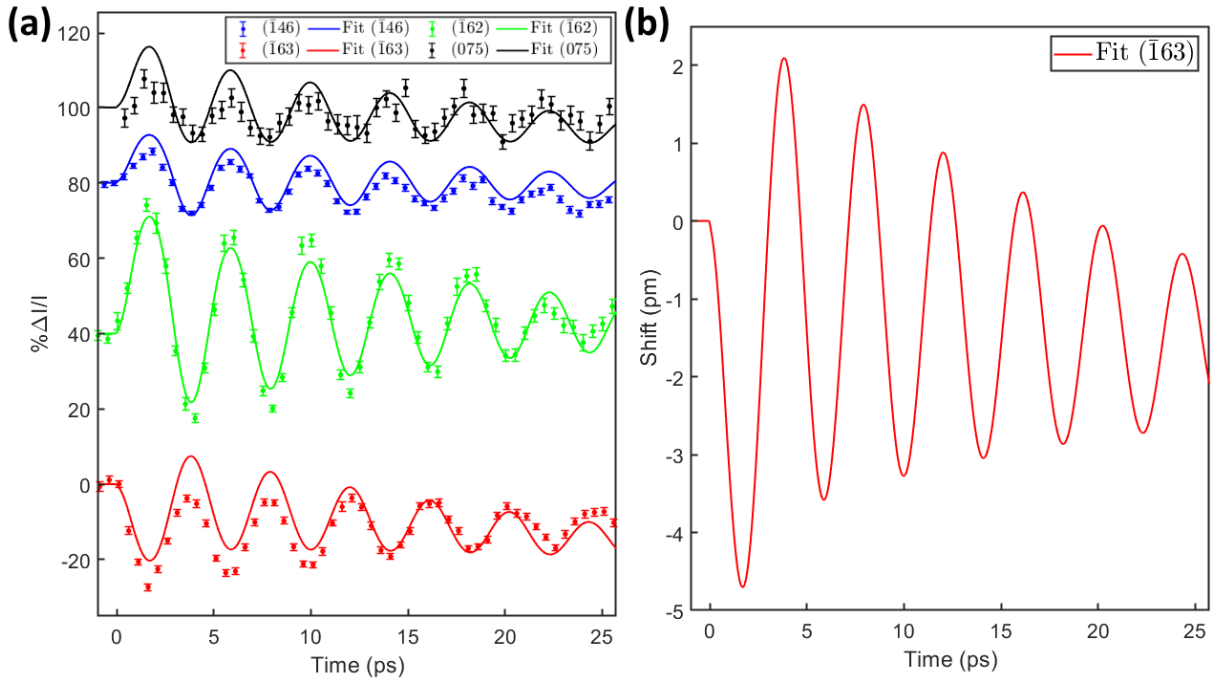 (a)
(1̄46) Fit (1̄46) (1̄62) Fit (1̄62)
(1̄63) Fit (1̄63) (075) Fit (075)
120
100
80
60
40
20
0
-20
%ΔI/I
0 5 10 15 20 25
Time (ps)
(b)
Fit (1̄63)
2
1
0
-1
-2
-3
-4
-5
Shift (pm)
0 5 10 15 20 25
Time (ps)